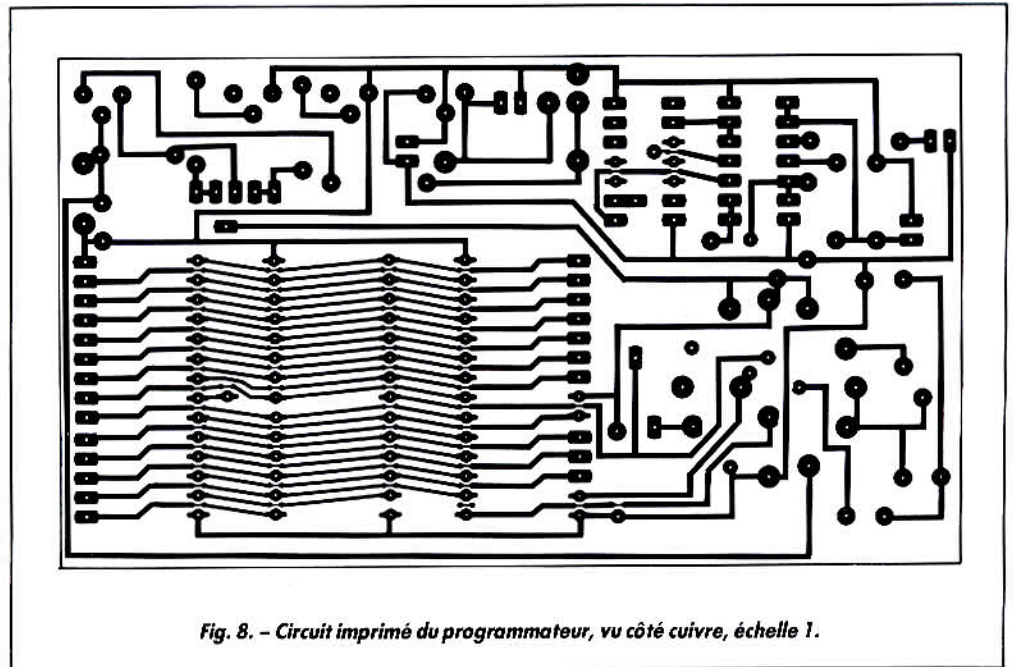 Fig. 8. – Circuit imprimé du programmateur, vu côté cuivre, échelle 1.